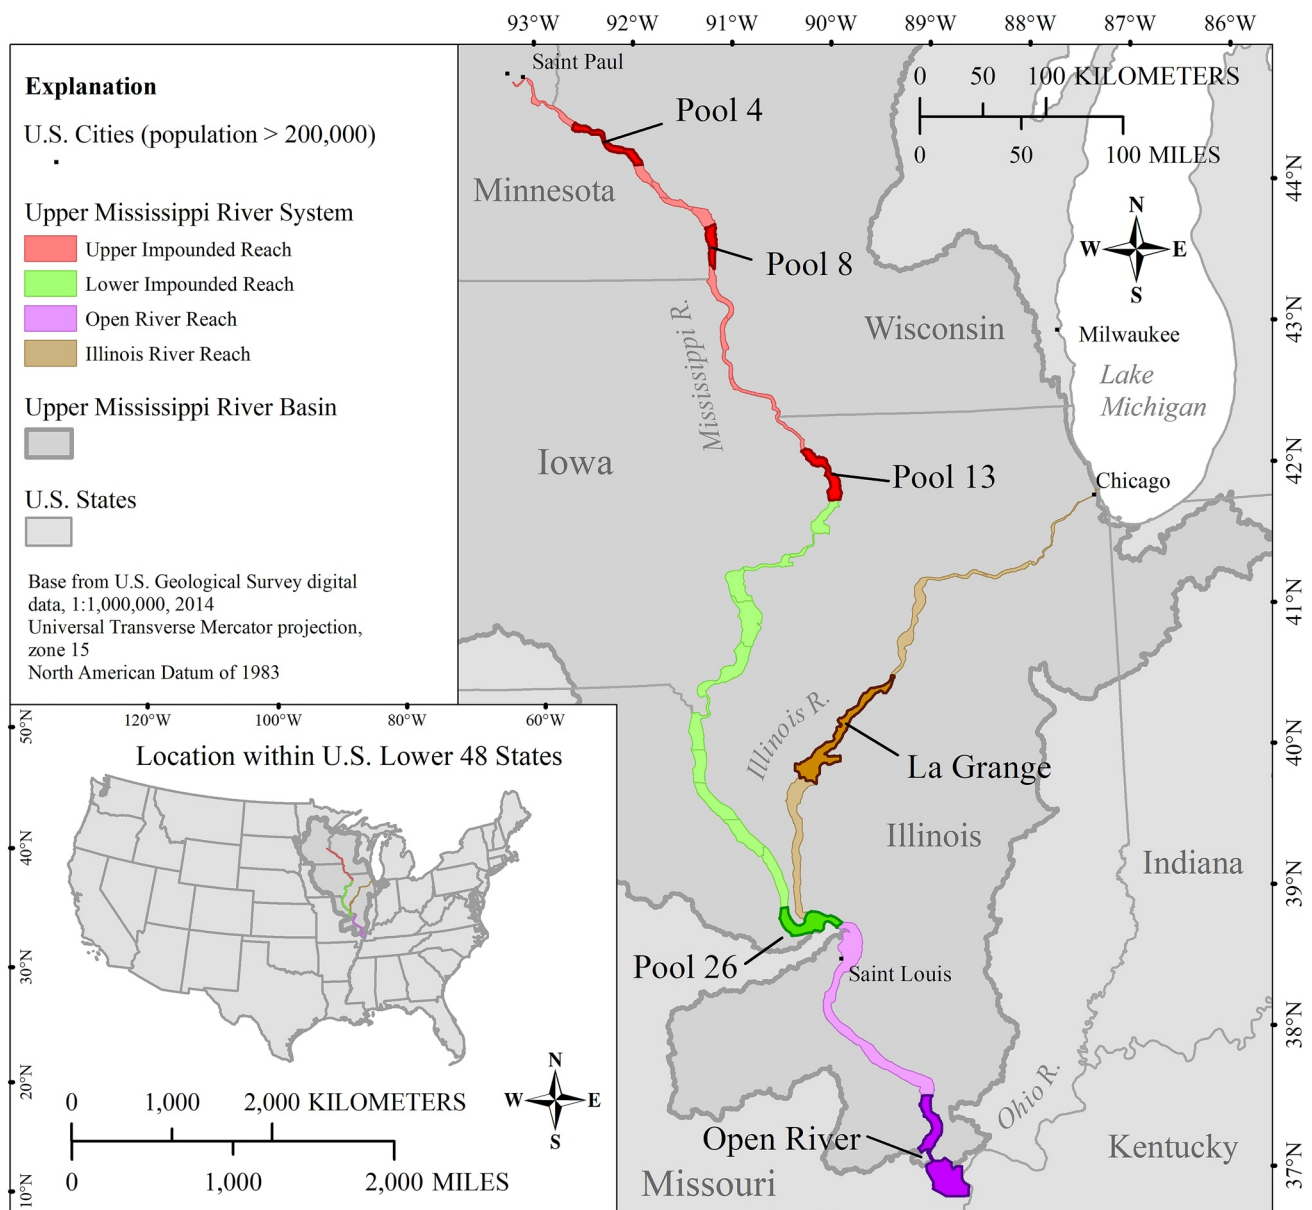 93°W 92°W 91°W 90°W 89°W 88°W 87°W 86°W
Explanation
U.S. Cities (population > 200,000)
Upper Mississippi River System
Upper Impounded Reach
Lower Impounded Reach
Open River Reach
Illinois River Reach
Upper Mississippi River Basin
U.S. States
Base from U.S. Geological Survey digital
data, 1:1,000,000, 2014
Universal Transverse Mercator projection,
zone 15
North American Datum of 1983
Saint Paul
Pool 4
0 50 100 KILOMETERS
0 50 100 MILES
N
W E
S
Minnesota
Pool 8
Wisconsin
Milwaukee
Lake
Michigan
Mississippi R.
Iowa
Pool 13
Chicago
Illinois R.
La Grange
Illinois
Indiana
Pool 26
Saint Louis
Ohio R.
Open River
Kentucky
Missouri
44°N
43°N
42°N
41°N
40°N
39°N
38°N
37°N
120°W 100°W 80°W 60°W
Location within U.S. Lower 48 States
50°N
40°N
30°N
20°N
10°N
N
W E
S
0 1,000 2,000 KILOMETERS
0 1,000 2,000 MILES